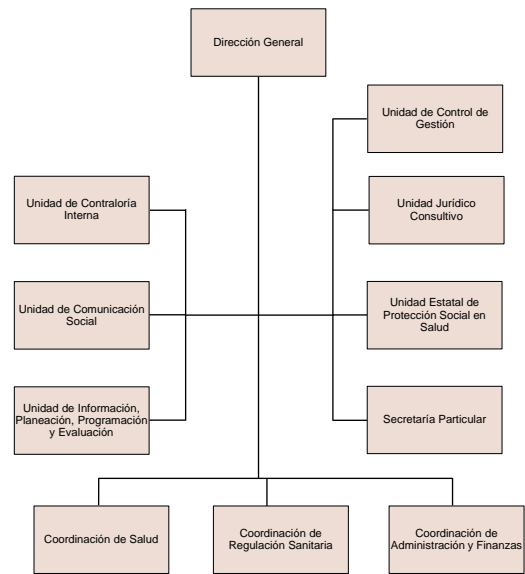 Dirección General
Unidad de Control de
Gestión
Unidad de Contraloría
Interna
Unidad Jurídico
Consultivo
Unidad de Comunicación
Social
Unidad Estatal de
Protección Social en
Salud
Unidad de Información,
Planeación, Programación
y Evaluación
Secretaría Particular
Coordinación de Salud
Coordinación de
Regulación Sanitaria
Coordinación de
Administración y Finanzas